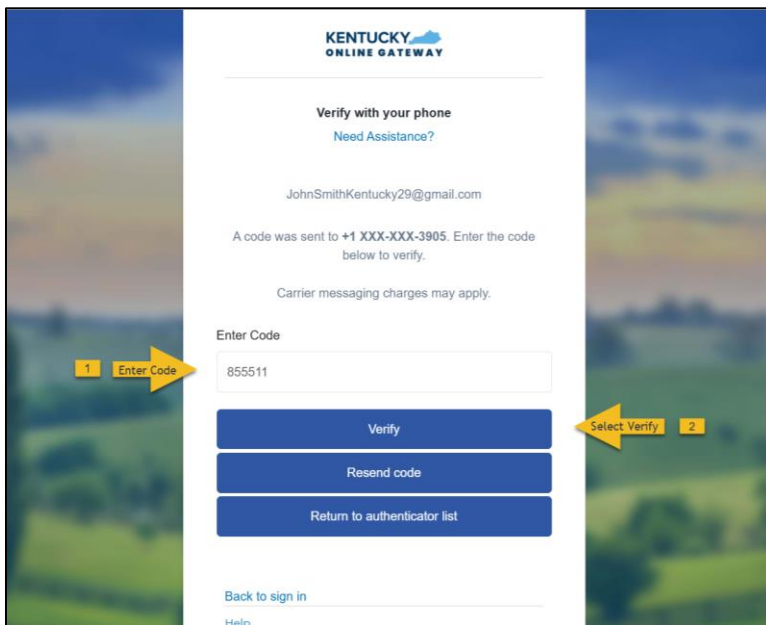 KENTUCKY
ONLINE GATEWAY
Verify with your phone
Need Assistance?
JohnSmithKentucky29@gmail.com
A code was sent to +1 XXX-XXX-3905. Enter the code
below to verify.
Carrier messaging charges may apply.
Enter Code
1 Enter Code
855511
Verify
Select Verify 2
Resend code
Return to authenticator list
Back to sign in
Help